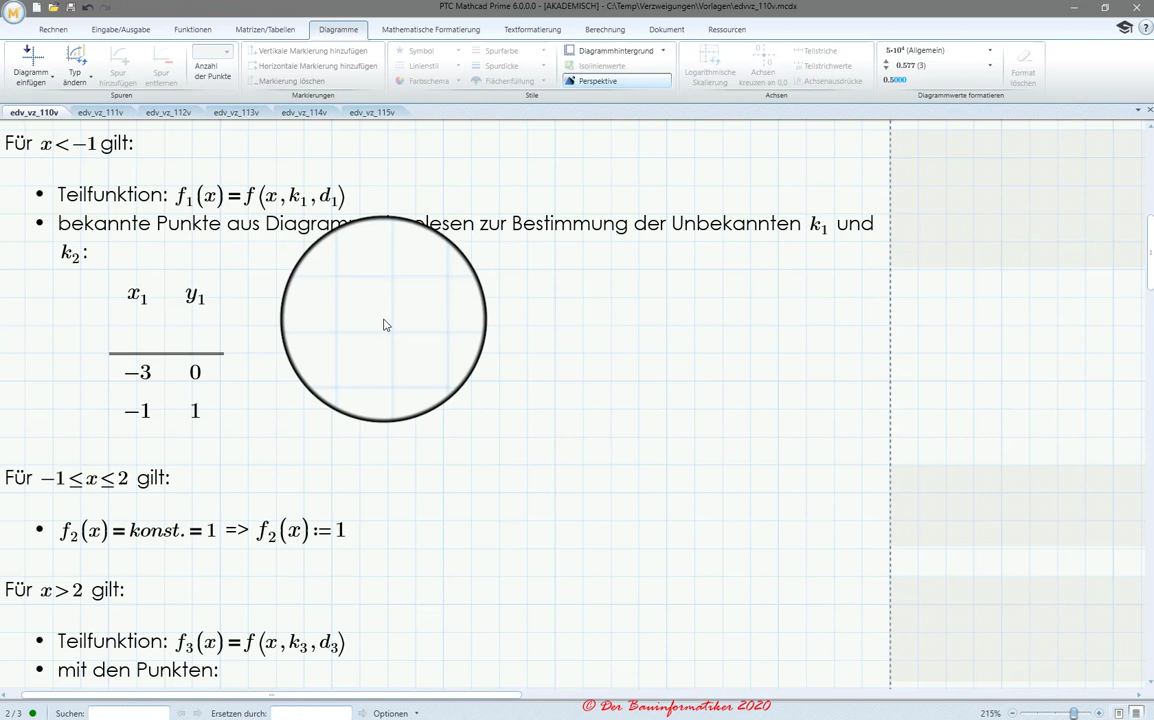 PTC Mathcad Prime 6.0.0.0 - [AKADEMISCH] - C:\Temp\Verzweigungen\Vorlagen\edvvz_110v.mcdx
Rechnen Eingabe/Ausgabe Funktionen Matrizen/Tabellen Diagramme Mathematische Formatierung Textformatierung Berechnung Dokument Ressourcen
Diagramm einfügen
Typ ändern
Spur hinzufügen
Spur entfernen
Anzahl der Punkte
Spuren
Vertikale Markierung hinzufügen
Horizontale Markierung hinzufügen
Markierung löschen
Markierungen
Symbol
Linienstil
Farbschema
Spurfarbe
Spurdicke
Flächenfüllung
Diagrammhintergrund
Isolinienwerte
Perspektive
Stile
Logarithmische Skalierung
Achsen kreuzen an 0,0
Teilstriche
Teilstrichwerte
Achsenausdrücke
Achsen
5·10⁴ (Allgemein)
0.577 (3)
0.5000
Format löschen
Diagrammwerte formatieren
edv_vz_110v edv_vz_111v edv_vz_112v edv_vz_113v edv_vz_114v edv_vz_115v
Für x < −1 gilt:
• Teilfunktion: f₁(x) = f(x, k₁, d₁)
• bekannte Punkte aus Diagramm lesen zur Bestimmung der Unbekannten k₁ und
k₂:
x₁ y₁
−3 0
−1 1
Für −1 ≤ x ≤ 2 gilt:
• f₂(x) = konst. = 1 => f₂(x) := 1
Für x > 2 gilt:
• Teilfunktion: f₃(x) = f(x, k₃, d₃)
• mit den Punkten:
2 / 3 Suchen: Ersetzen durch: Optionen © Der Bauinformatiker 2020 215%